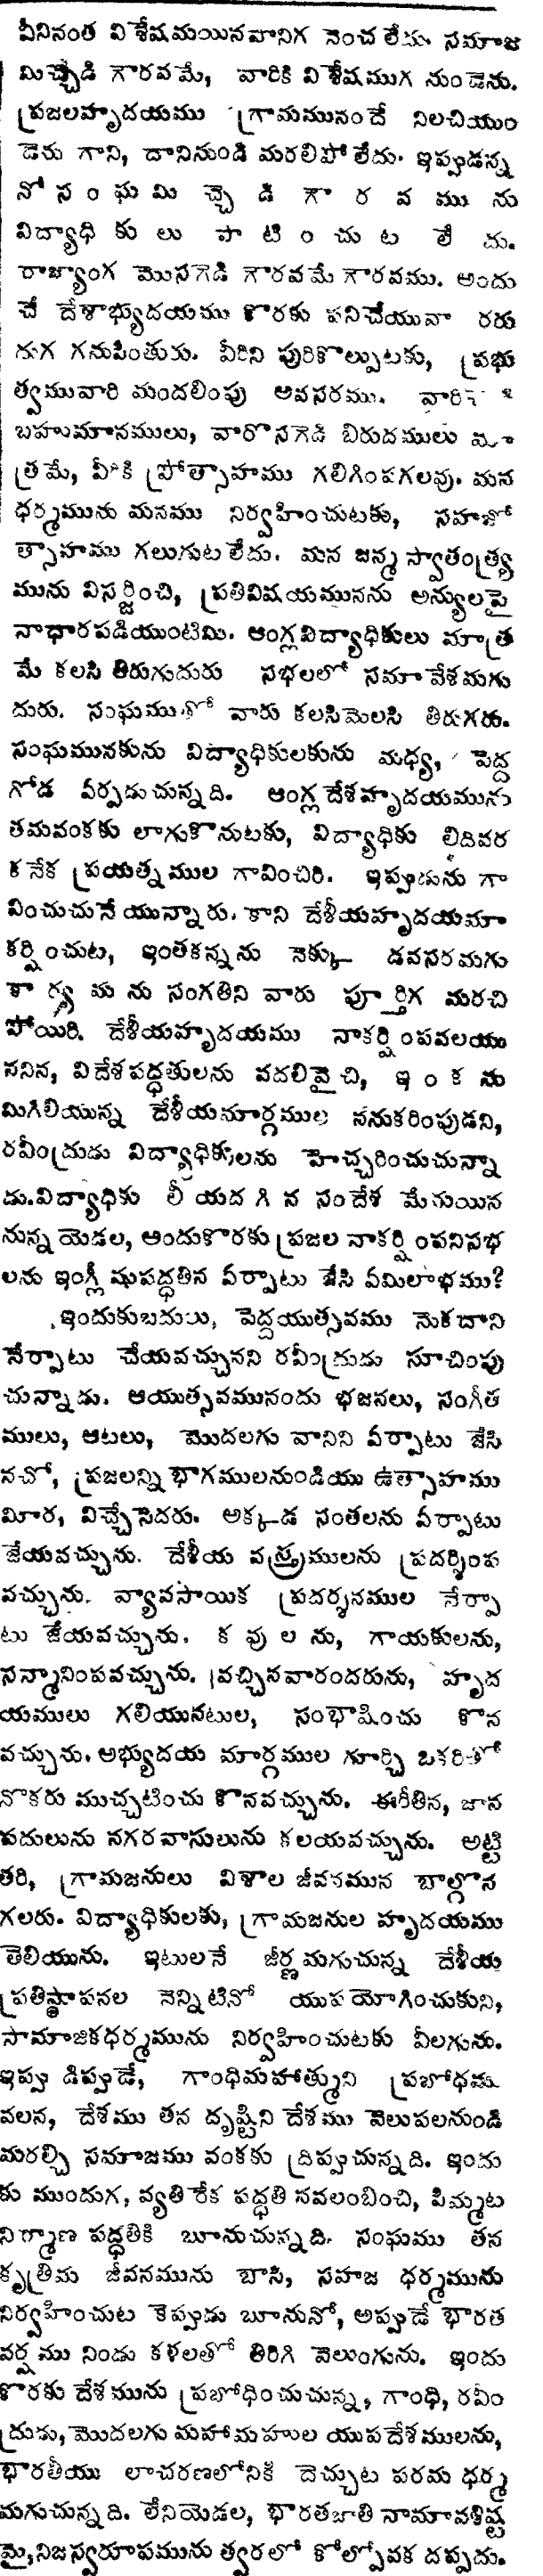 వీనినంత విశేషమయినవానిగ నెంచ లేదు. సమాజ
మిచ్చెడి గౌరవమే, వారికి విశేషముగ నుండెను.
ప్రజలహృదయము గ్రామమునందే నిలచియుం
డెను గాని, దానినుండి మరలిపో లేదు. ఇప్పుడన్న
నో సంఘమిచ్చెడి గౌరవమును
విద్యాధికులు పాటించుట లేదు.
రాజ్యాంగ మొసగెడి గౌరవమే గౌరవము. అందు
చే దేశాభ్యుదయము కొరకు పనిచేయువా రరు
దుగ గనుపింతురు. వీరిని పురికొల్పుటకు, ప్రభు
త్వమువారి మందలింపు అవసరము. వారి
బహుమానములు, వారొసగెడి బిరుదములు మా
త్రమే, వీరికి ప్రోత్సాహము గలిగింపగలవు. మన
ధర్మమును మనము నిర్వహించుటకు, సహజో
త్సాహము గలుగుట లేదు. మన జన్మ స్వాతంత్ర్య
మును విసర్జించి, ప్రతివిషయమునను అన్యులపై
నాధారపడియుంటిమి. ఆంగ్లవిద్యాధికులు మాత్ర
మే కలసి తిరుగుదురు సభలలో సమావేశమగు
దురు. సంఘముతో వారు కలసిమెలసి తిరుగరు.
సంఘమునకును విద్యాధికులకును మధ్య, పెద్ద
గోడ వీర్పడుచున్నది. ఆంగ్ల దేశహృదయమును
తమవంకకు లాగుకొనుటకు, విద్యాధికు లిదివర
కనేక ప్రయత్నముల గావించిరి. ఇప్పుడును గా
వించుచునే యున్నారు. కాని దేశీయహృదయమా
కర్షించుట, ఇంతకన్నను నెక్కు డవసరమగు
కార్యమను సంగతిని వారు పూర్తిగ మరచి
పోయిరి. దేశీయహృదయము నాకర్షింపవలయు
ననిన, విదేశపద్ధతులను వదలివైచి, ఇంకను
మిగిలియున్న దేశీయమార్గముల ననుకరింపుడని,
రవీంద్రుడు విద్యాధికులను హెచ్చరించుచున్నా
డు.విద్యాధికు లీయదగిన సందేశ మేదయిన
నున్న యెడల, అందుకొరకు ప్రజల నాకర్షింపనిసభ
లను ఇంగ్లీషుపద్ధతిన ఏర్పాటు జేసి ఏమిలాభము?
ఇందుకుబదులు, పెద్దయుత్సవము నొకదాని
నేర్పాటు చేయవచ్చునని రవీంద్రుడు సూచింపు
చున్నాడు. ఆయుత్సవమునందు భజనలు, సంగీత
ములు, ఆటలు, మొదలగు వానిని ఏర్పాటు జేసి
నచో, ప్రజలన్నిభాగములనుండియు ఉత్సాహము
మీర, విచ్చేసెదరు. అక్కడ సంతలను ఏర్పాటు
జేయవచ్చును. దేశీయ వస్త్రములను ప్రదర్శింప
వచ్చును. వ్యావసాయిక ప్రదర్శనముల నేర్పా
టు జేయవచ్చును. కవులను, గాయకులను,
సన్మానింపవచ్చును. వచ్చినవారందరును, హృద
యములు గలియునటుల, సంభాషించు కొన
వచ్చును. అభ్యుదయ మార్గముల గూర్చి ఒకరితో
నొకరు ముచ్చటించు కొనవచ్చును. ఈరీతిన, జాన
పదులును నగరవాసులును కలయవచ్చును. అట్టి
తరి, గ్రామజనులు విశాల జీవనమున బాల్గొన
గలరు. విద్యాధికులకు, గ్రామజనుల హృదయము
తెలియును. ఇటులనే జీర్ణమగుచున్న దేశీయ
ప్రతిష్ఠాపనల నెన్నిటినో యుపయోగించుకుని,
సామాజికధర్మమును నిర్వహించుటకు వీలగును.
ఇప్పు డిప్పుడే, గాంధిమహాత్ముని ప్రబోధము
వలన, దేశము తన దృష్టిని దేశము వెలుపలనుండి
మరల్చి సమాజము వంకకు ద్రిప్పుచున్నది. ఇందు
కు ముందుగ, వ్యతిరేక పద్ధతి నవలంబించి, పిమ్మట
నిర్మాణ పద్ధతికి బూనుచున్నది. సంఘము తన
కృత్రిమ జీవనమును బాసి, సహజ ధర్మమును
నిర్వహించుట కెప్పుడు బూనునో, అప్పుడే భారత
వర్షము నిండు కళలతో తిరిగి వెలుంగును. ఇందు
కొరకు దేశమును ప్రబోధించుచున్న, గాంధి, రవీం
ద్రుడు, మొదలగు మహామహుల యుపదేశములను,
భారతీయు లాచరణలోనికి దెచ్చుట పరమ ధర్మ
మగుచున్నది. లేనియెడల, భారతజాతి నామావశిష్ట
మై,నిజస్వరూపమును త్వరలో కోల్పోవక దప్పదు.